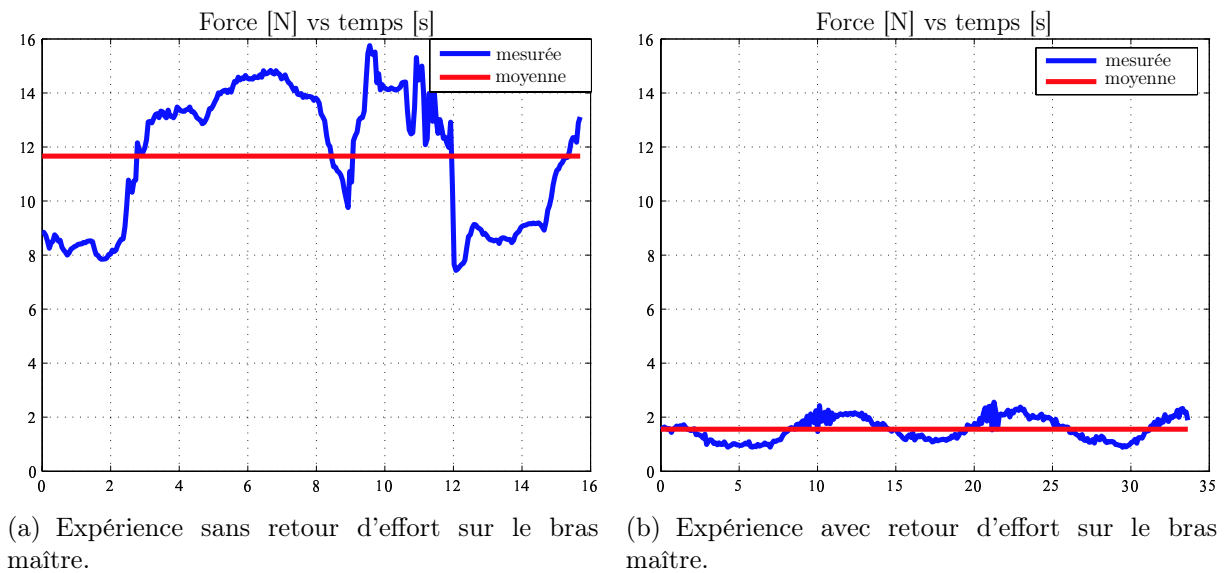 Force [N] vs temps [s]
16
14
12
10
8
6
4
2
0
0 2 4 6 8 10 12 14 16
mesurée
moyenne
(a) Expérience sans retour d'effort sur le bras
maître.
Force [N] vs temps [s]
16
14
12
10
8
6
4
2
0
0 5 10 15 20 25 30 35
mesurée
moyenne
(b) Expérience avec retour d'effort sur le bras
maître.